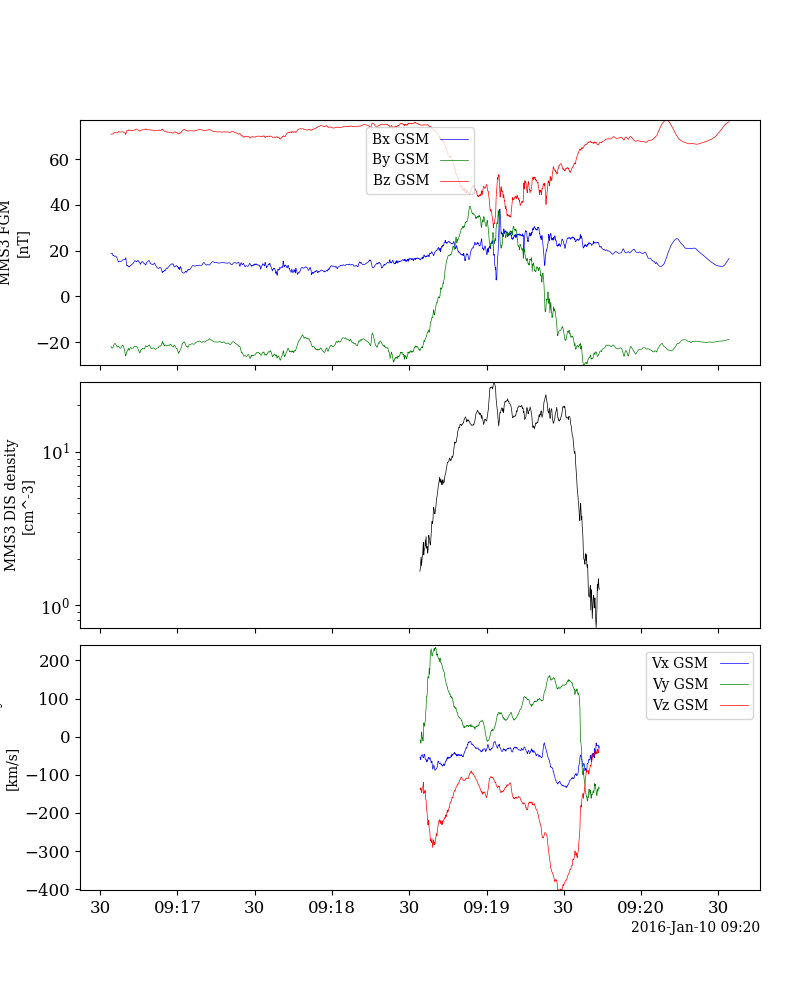 Bx GSM
By GSM
Bz GSM
60
40
20
0
−20
MMS3 FGM
[nT]
10^1
10^0
MMS3 DIS density
[cm^-3]
Vx GSM
Vy GSM
Vz GSM
200
100
0
−100
−200
−300
−400
[km/s]
30 09:17 30 09:18 30 09:19 30 09:20 30
2016-Jan-10 09:20